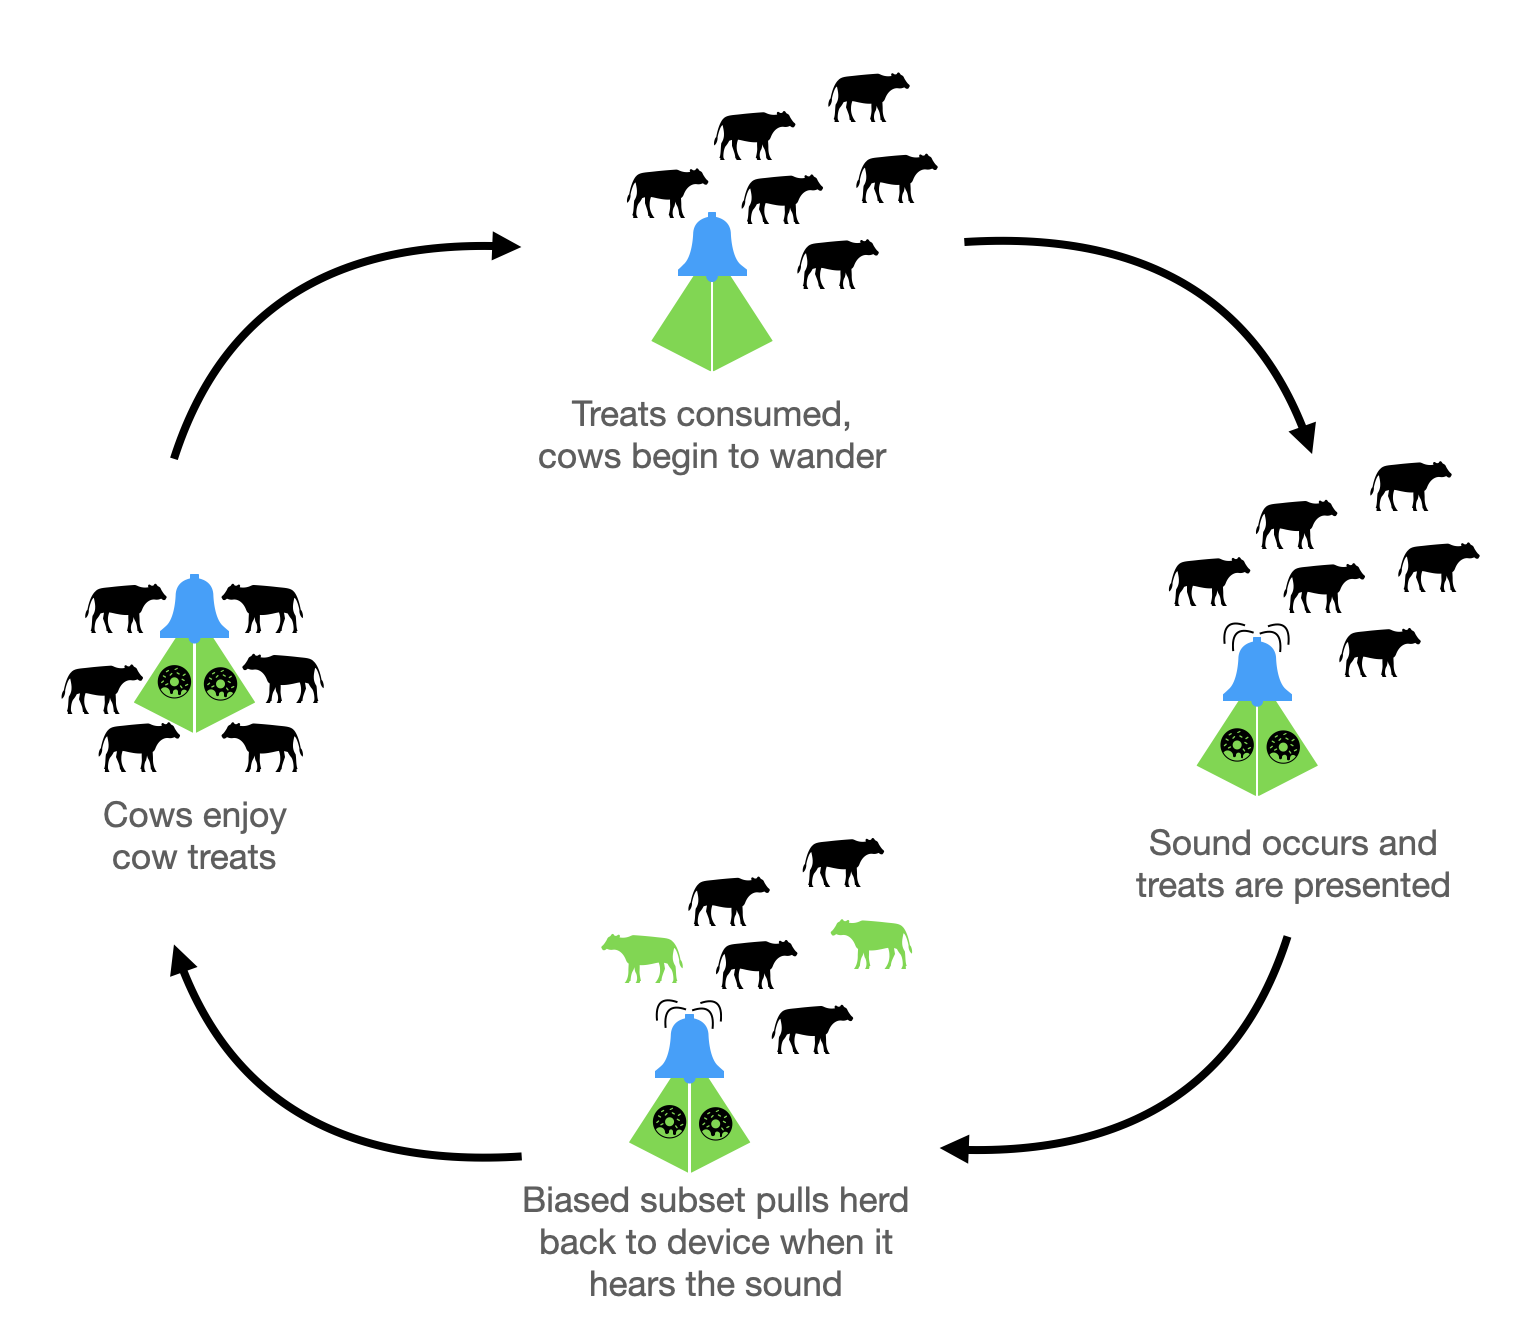 Treats consumed,
cows begin to wander
Sound occurs and
treats are presented
Biased subset pulls herd
back to device when it
hears the sound
Cows enjoy
cow treats